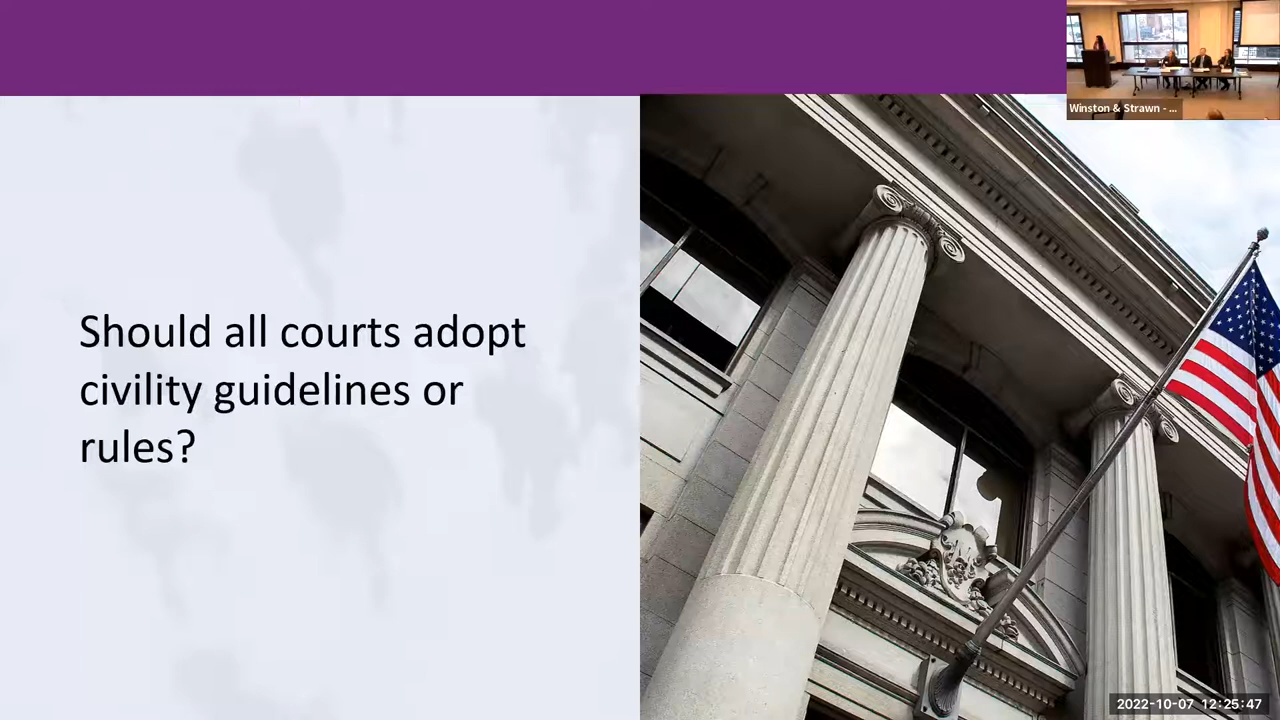 Winston & Strawn - ...
Should all courts adopt
civility guidelines or
rules?
2022-10-07 12:25:47